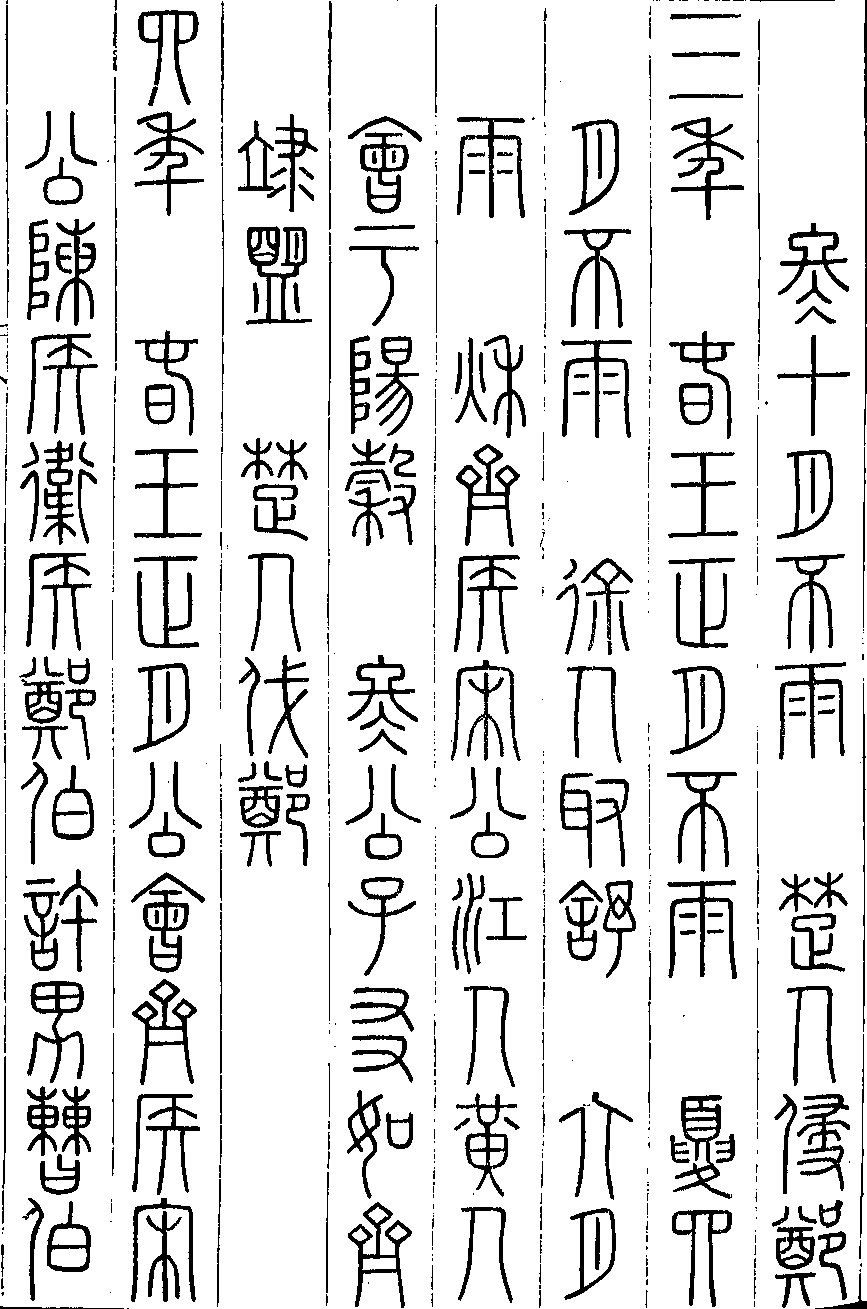 冬十月不雨 楚人侵鄭
三年 春王正月不雨 夏四
月不雨 徐人取舒 六月
雨 秋齊侯宋公江人黃人
會于陽穀 冬公子友如齊
䇐盟 楚人伐鄭
四年 春王正月公會齊侯宋
公陳侯衛侯鄭伯許男曹伯